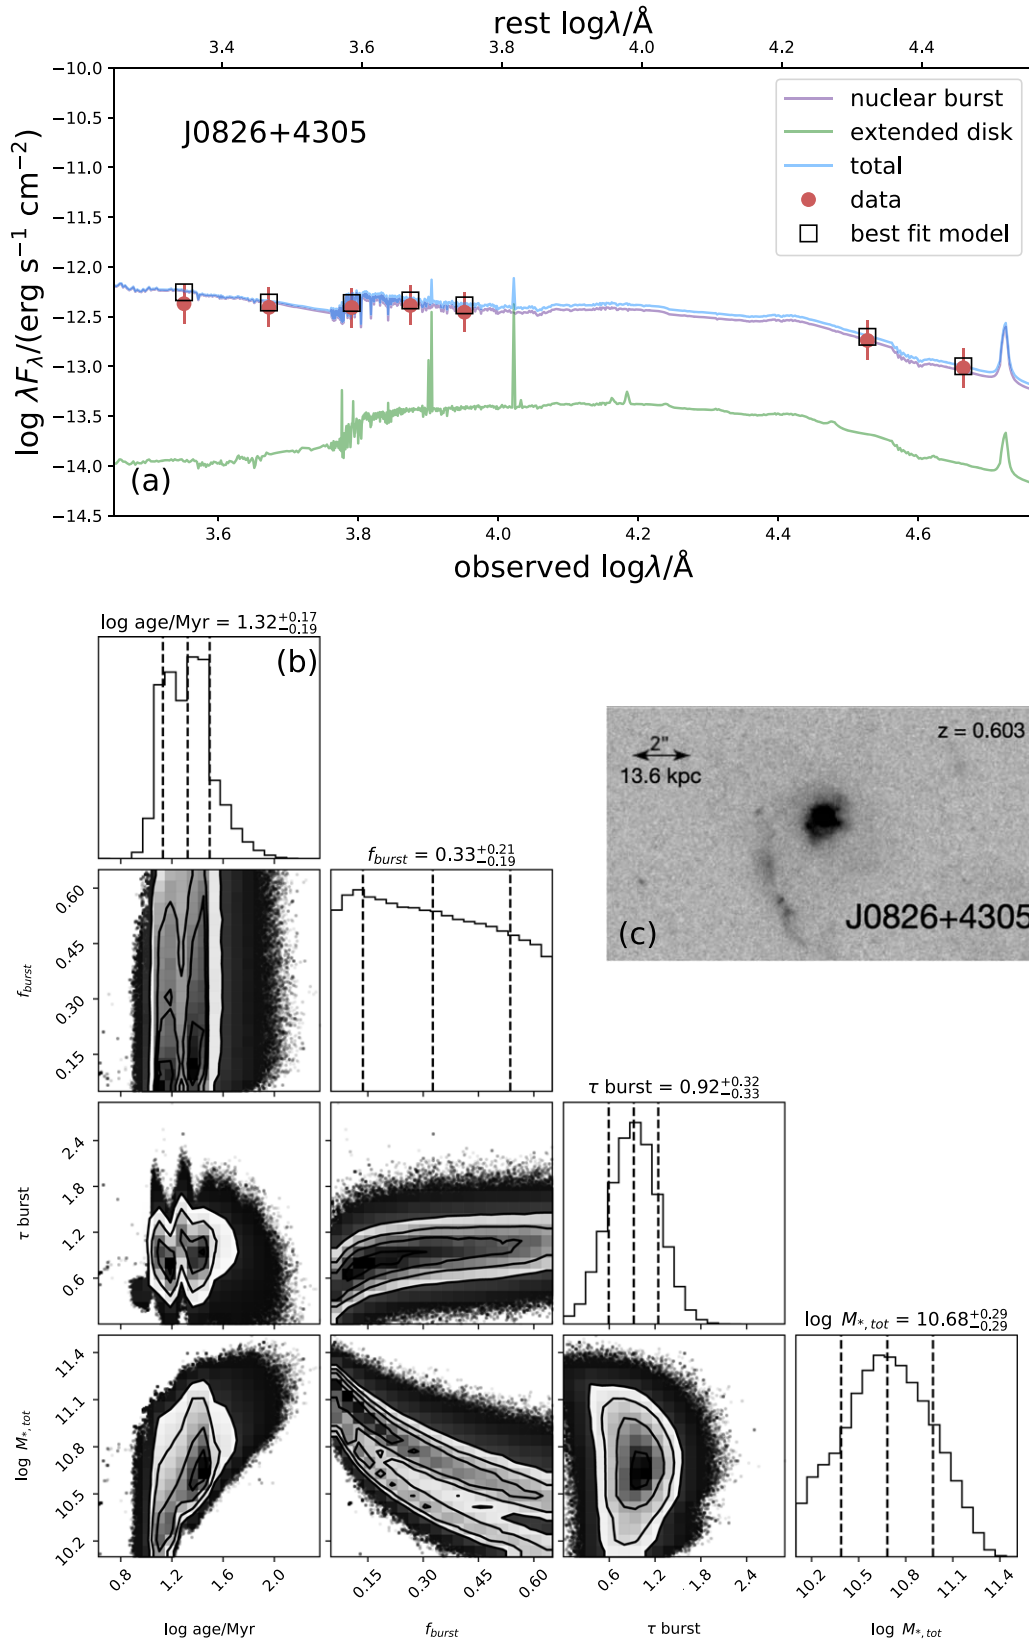 rest logλ/Å
3.4 3.6 3.8 4.0 4.2 4.4
log λF_λ/(erg s⁻¹ cm⁻²)
−10.0
−10.5
−11.0
−11.5
−12.0
−12.5
−13.0
−13.5
−14.0
−14.5
J0826+4305
nuclear burst
extended disk
total
data
best fit model
(a)
3.6 3.8 4.0 4.2 4.4 4.6
observed logλ/Å
log age/Myr = 1.32 +0.17 −0.19
(b)
z = 0.603
2"
13.6 kpc
J0826+4305
(c)
f_burst = 0.33 +0.21 −0.19
f_burst
0.60
0.45
0.30
0.15
τ burst = 0.92 +0.32 −0.33
τ burst
2.4
1.8
1.2
0.6
log M_*,tot = 10.68 +0.29 −0.29
log M_*,tot
11.4
11.1
10.8
10.5
10.2
0.8 1.2 1.6 2.0
0.15 0.30 0.45 0.60
0.6 1.2 1.8 2.4
10.2 10.5 10.8 11.1 11.4
log age/Myr
f_burst
τ burst
log M_*,tot